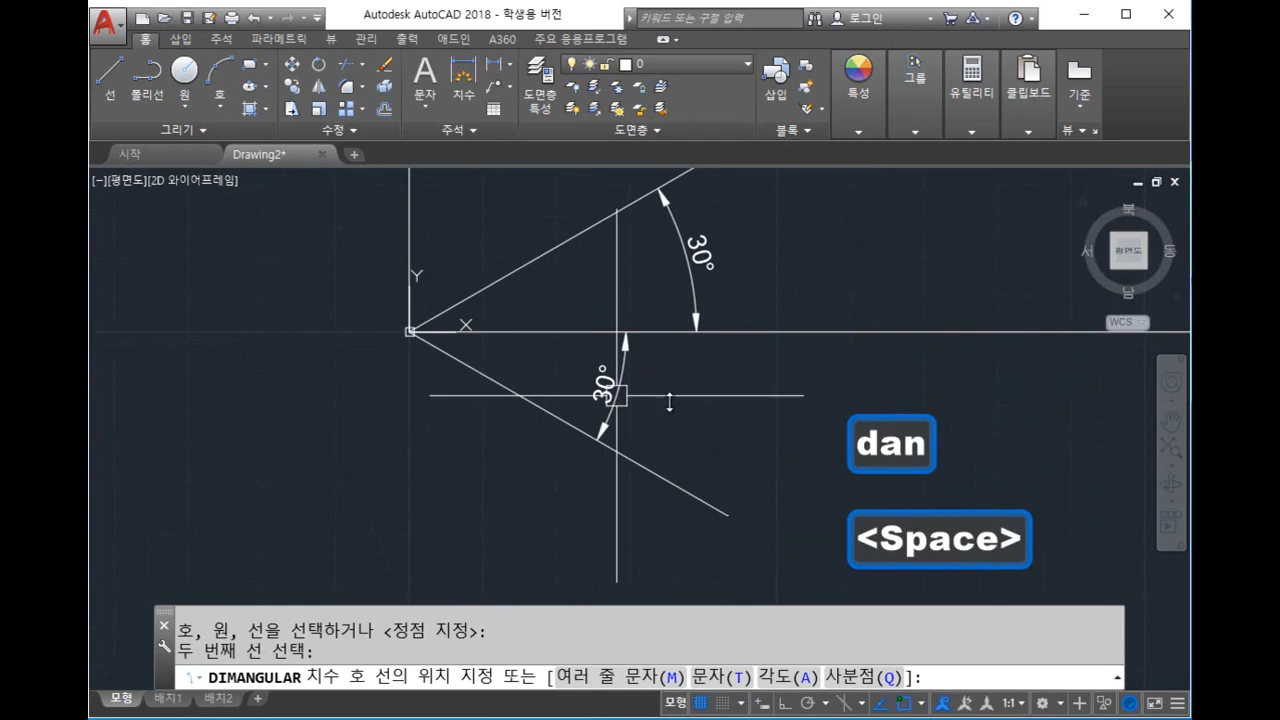 Autodesk AutoCAD 2018 - 학생용 버전
Drawing2*
키워드 또는 구절 입력
로그인
홈 삽입 주석 파라메트릭 뷰 관리 출력 애드인 A360 주요 응용프로그램
선 폴리선 원 호
문자 치수
도면층 특성
0
삽입 특성 그룹 유틸리티 클립보드 기준
그리기 수정 주석 도면층 블록 뷰
시작 Drawing2*
[−][평면도][2D 와이어프레임]
북
서 평면도 동
남
WCS
Y
X
30°
30°
dan
<Space>
호, 원, 선을 선택하거나 <정점 지정>:
두 번째 선 선택:
DIMANGULAR 치수 호 선의 위치 지정 또는 [여러 줄 문자(M) 문자(T) 각도(A) 사분점(Q)]:
모형 배치1 배치2 +
모형 1:1